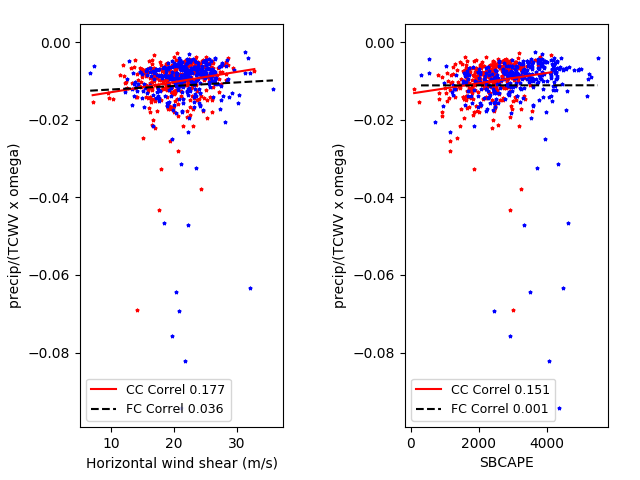 0.00
−0.02
−0.04
−0.06
−0.08
precip/(TCWV x omega)
10
20
30
Horizontal wind shear (m/s)
CC Correl 0.177
FC Correl 0.036
0.00
−0.02
−0.04
−0.06
−0.08
precip/(TCWV x omega)
0
2000
4000
SBCAPE
CC Correl 0.151
FC Correl 0.001